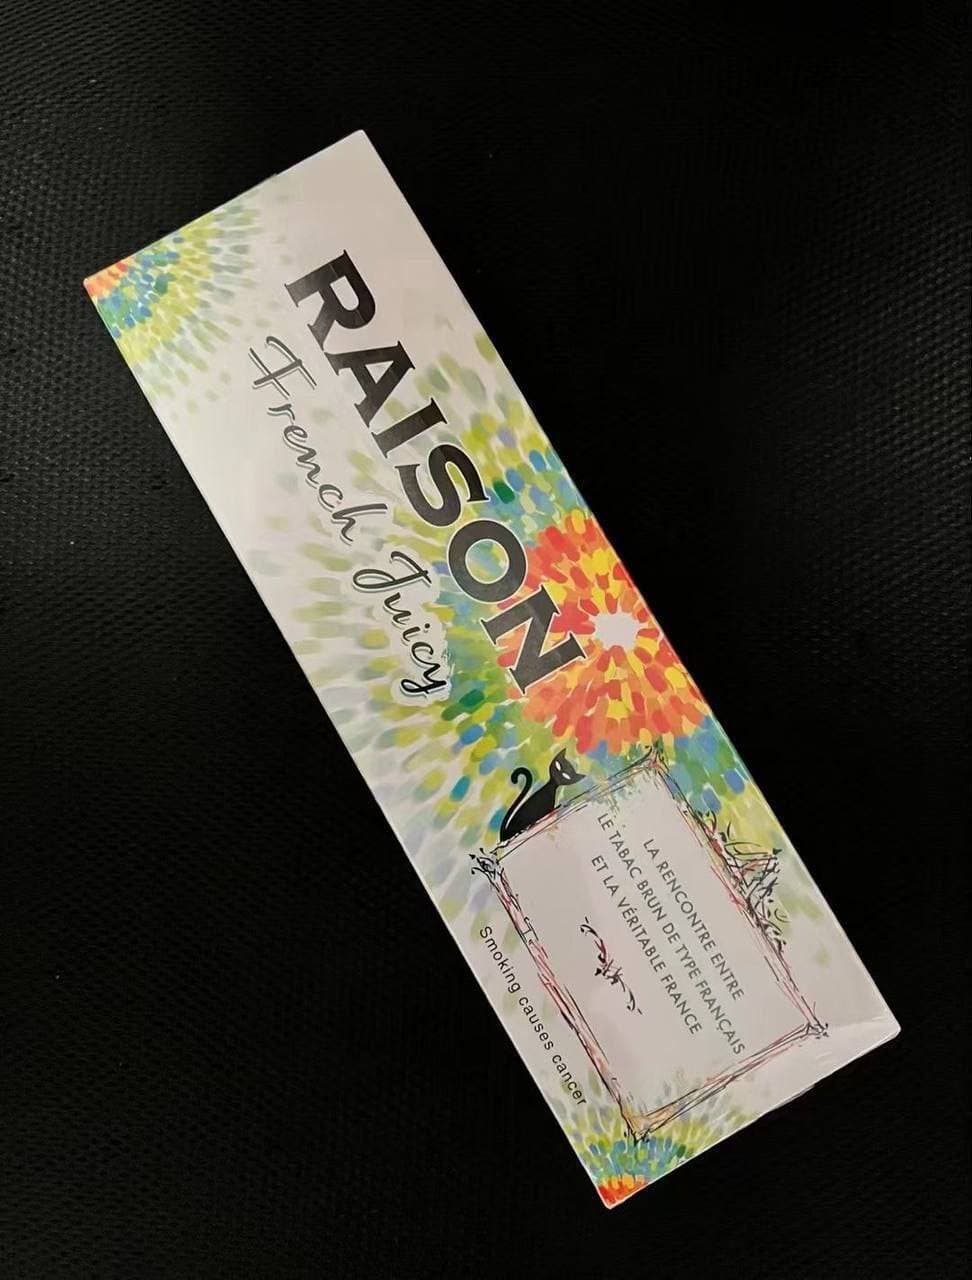 RAISON
French Juicy
LA RENCONTRE ENTRE
LE TABAC BRUN DE TYPE FRANÇAIS
ET LA VÉRITABLE FRANCE
Smoking causes cancer